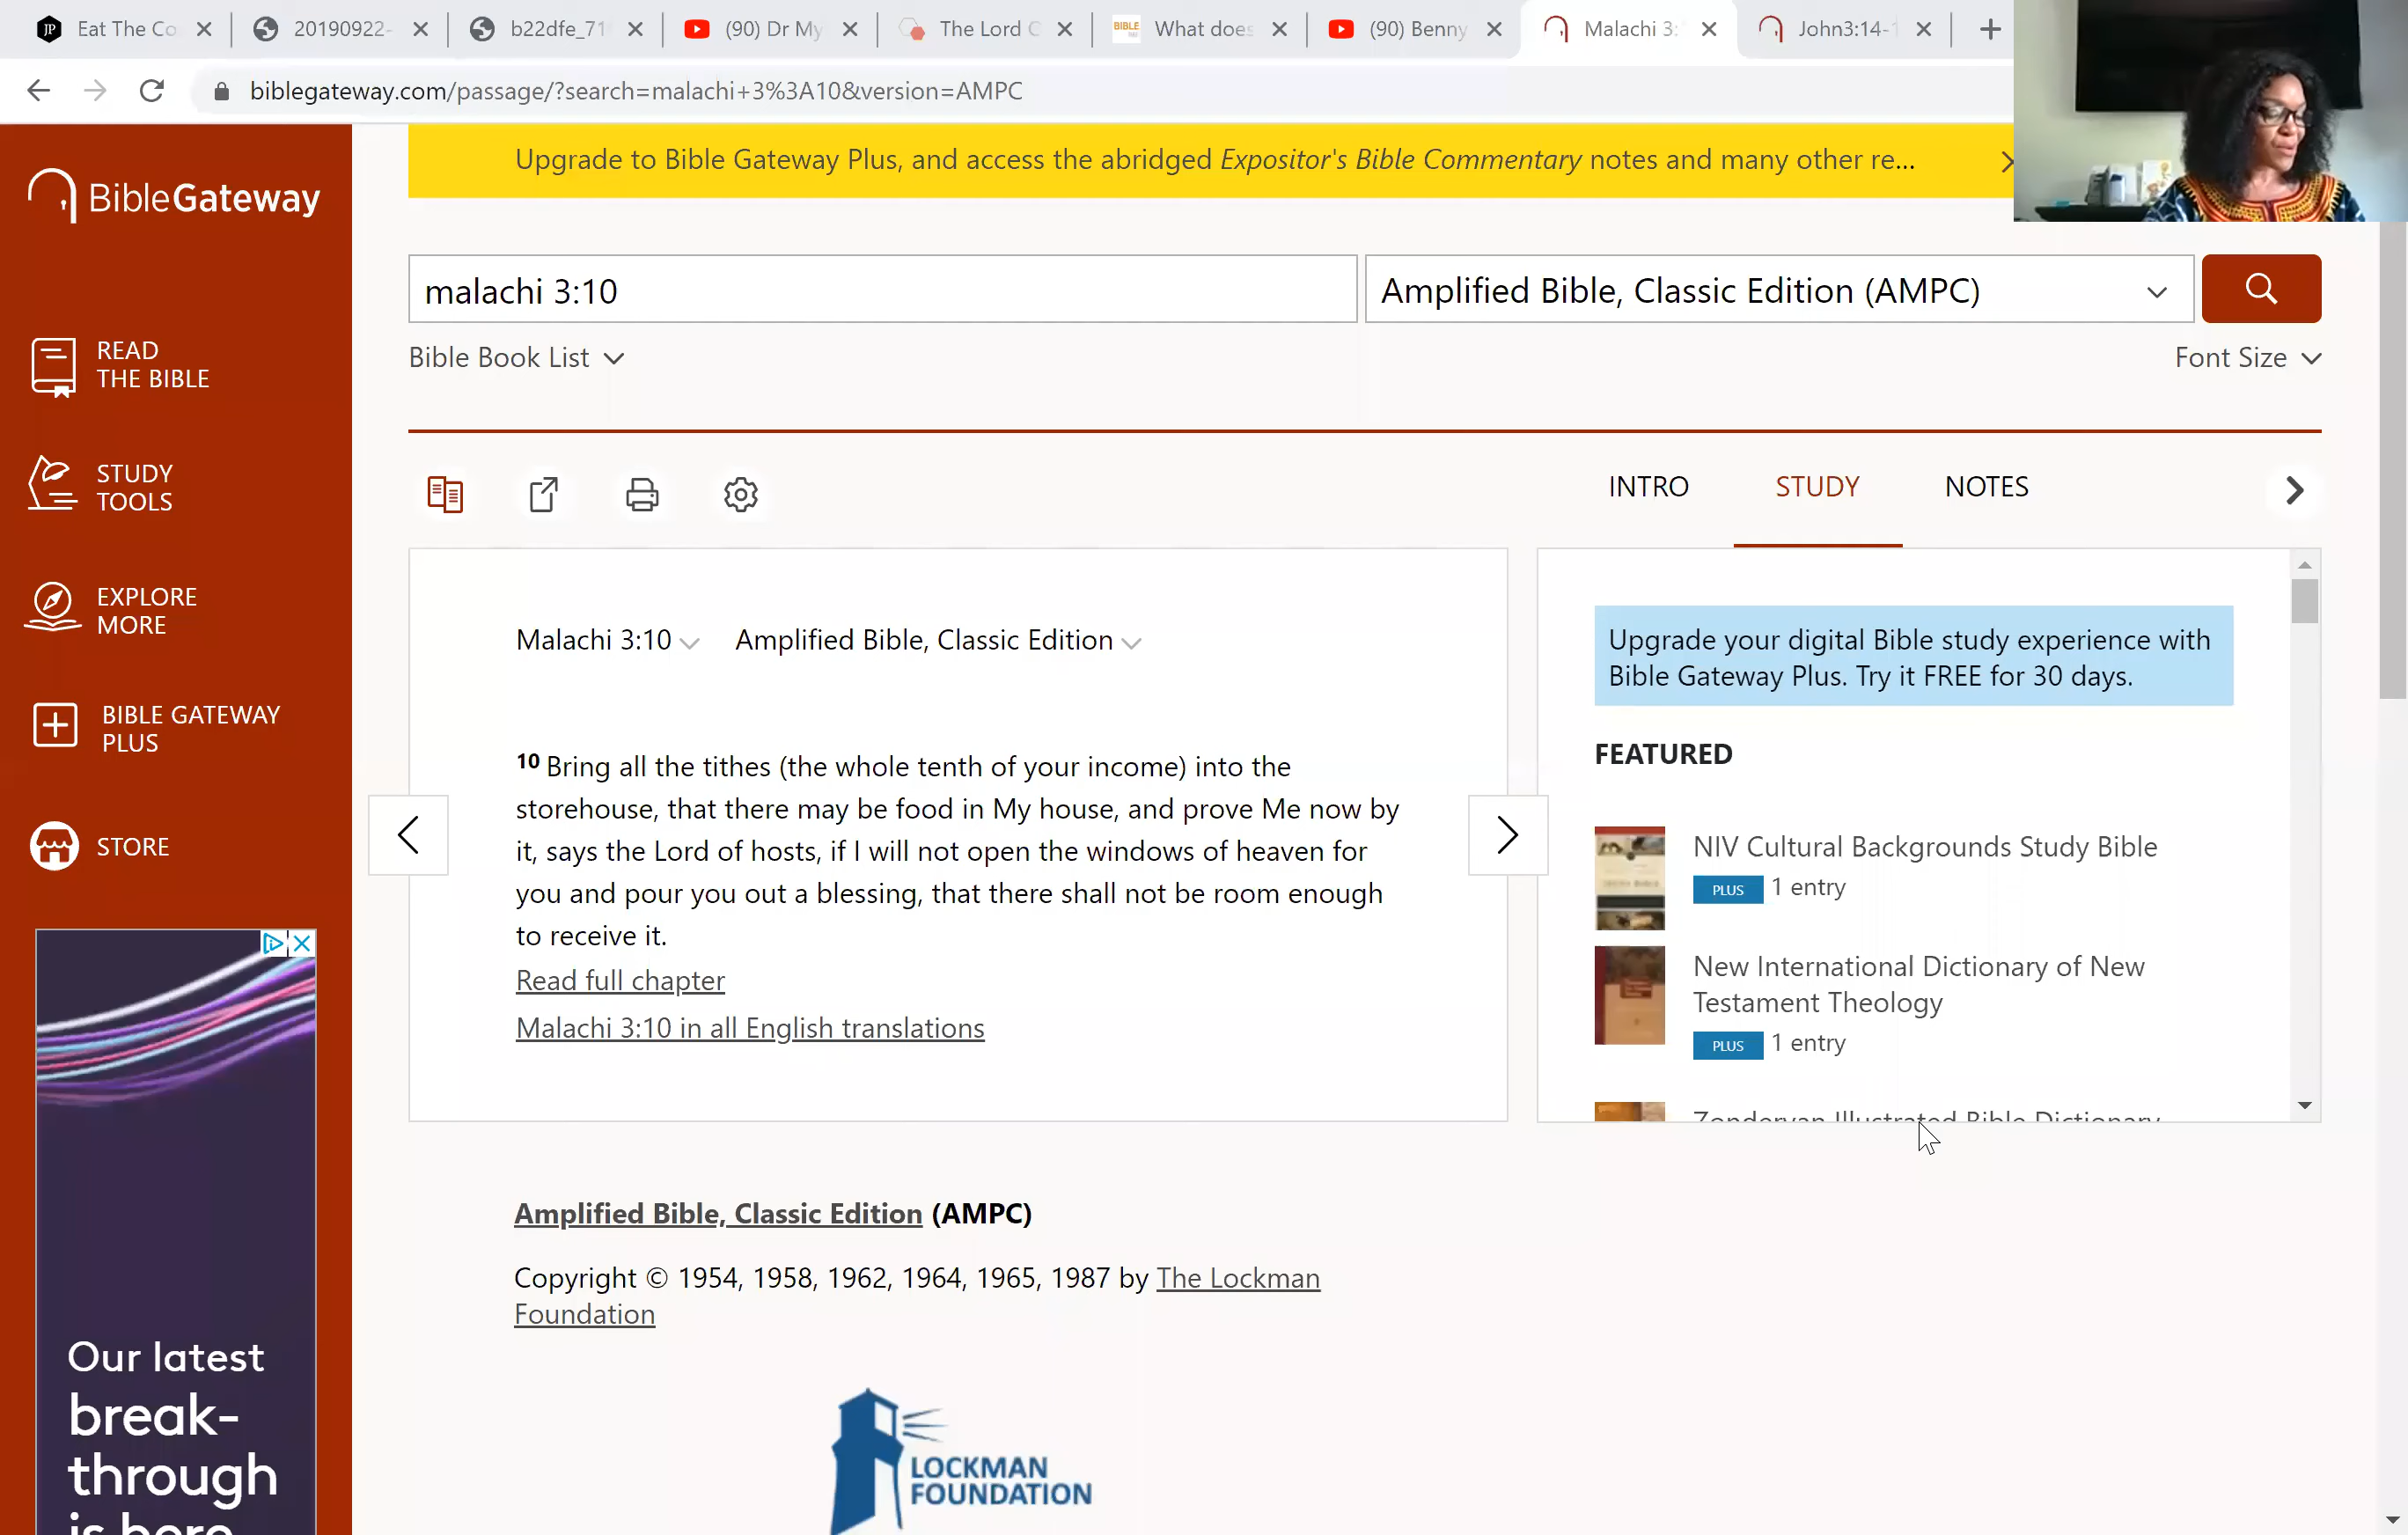 Eat The Co
20190922-
b22dfe_71
(90) Dr My
The Lord C
BIBLE
What does
(90) Benny
Malachi 3:
John3:14-1
biblegateway.com/passage/?search=malachi+3%3A10&version=AMPC
Upgrade to Bible Gateway Plus, and access the abridged Expositor's Bible Commentary notes and many other re...
BibleGateway
malachi 3:10
Amplified Bible, Classic Edition (AMPC)
Bible Book List
Font Size
READ
THE BIBLE
STUDY
TOOLS
EXPLORE
MORE
BIBLE GATEWAY
PLUS
STORE
INTRO
STUDY
NOTES
Malachi 3:10
Amplified Bible, Classic Edition
10 Bring all the tithes (the whole tenth of your income) into the
storehouse, that there may be food in My house, and prove Me now by
it, says the Lord of hosts, if I will not open the windows of heaven for
you and pour you out a blessing, that there shall not be room enough
to receive it.
Read full chapter
Malachi 3:10 in all English translations
Upgrade your digital Bible study experience with
Bible Gateway Plus. Try it FREE for 30 days.
FEATURED
NIV Cultural Backgrounds Study Bible
PLUS 1 entry
New International Dictionary of New
Testament Theology
PLUS 1 entry
Zondervan Illustrated Bible Dictionary
Amplified Bible, Classic Edition (AMPC)
Copyright © 1954, 1958, 1962, 1964, 1965, 1987 by The Lockman
Foundation
LOCKMAN
FOUNDATION
Our latest
break-
through
is here